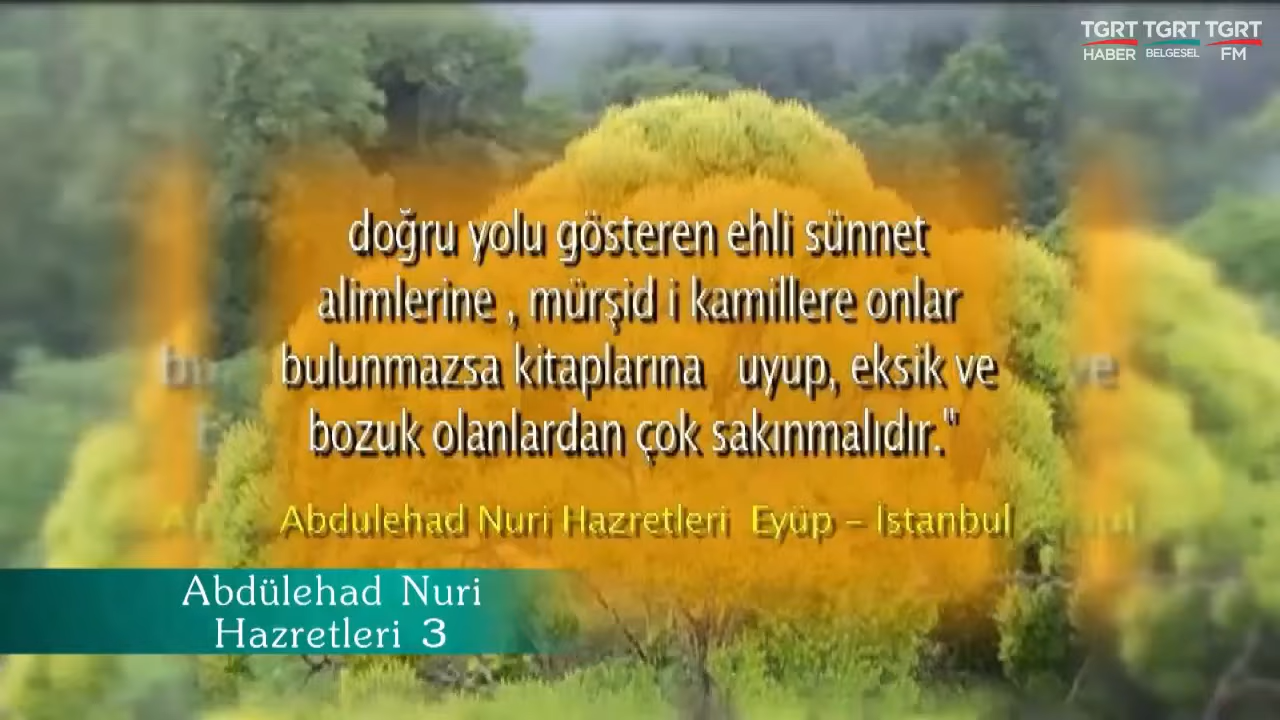 TGRT TGRT TGRT
HABER BELGESEL FM
doğru yolu gösteren ehli sünnet
alimlerine , mürşid i kamillere onlar
bulunmazsa kitaplarına uyup, eksik ve
bozuk olanlardan çok sakınmalıdır."
Abdulehad Nuri Hazretleri Eyüp – İstanbul
Abdülehad Nuri
Hazretleri 3